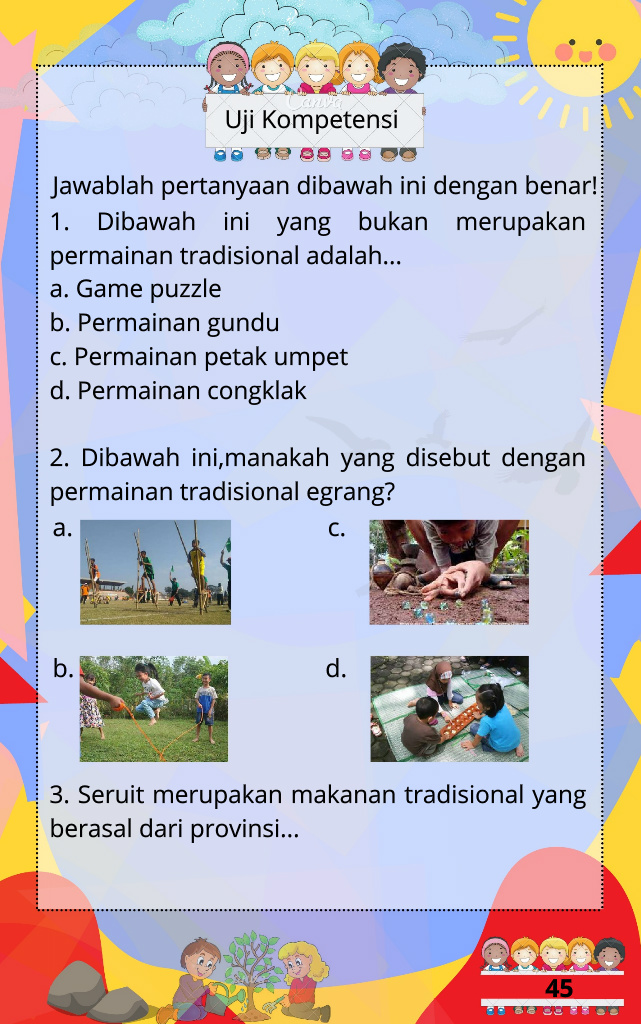 Canva
Uji Kompetensi
Jawablah pertanyaan dibawah ini dengan benar!
1. Dibawah ini yang bukan merupakan
permainan tradisional adalah...
a. Game puzzle
b. Permainan gundu
c. Permainan petak umpet
d. Permainan congklak
2. Dibawah ini,manakah yang disebut dengan
permainan tradisional egrang?
a.
c.
b.
d.
3. Seruit merupakan makanan tradisional yang
berasal dari provinsi...
45